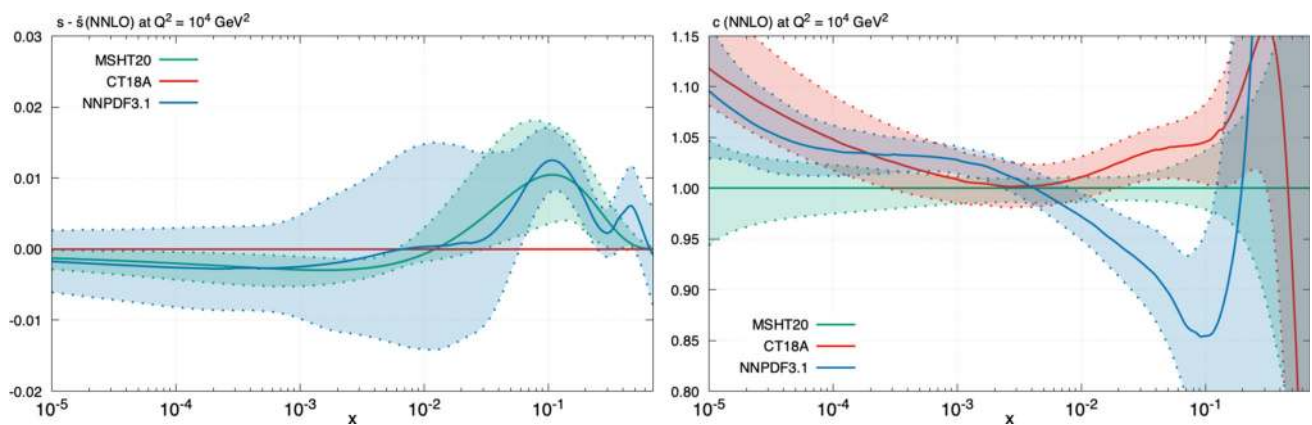 s - s̄ (NNLO) at Q² = 10⁴ GeV²
0.03
0.02
0.01
0.00
-0.01
-0.02
MSHT20
CT18A
NNPDF3.1
10⁻⁵
10⁻⁴
10⁻³
10⁻²
10⁻¹
x
c (NNLO) at Q² = 10⁴ GeV²
1.15
1.10
1.05
1.00
0.95
0.90
0.85
0.80
MSHT20
CT18A
NNPDF3.1
10⁻⁵
10⁻⁴
10⁻³
10⁻²
10⁻¹
x